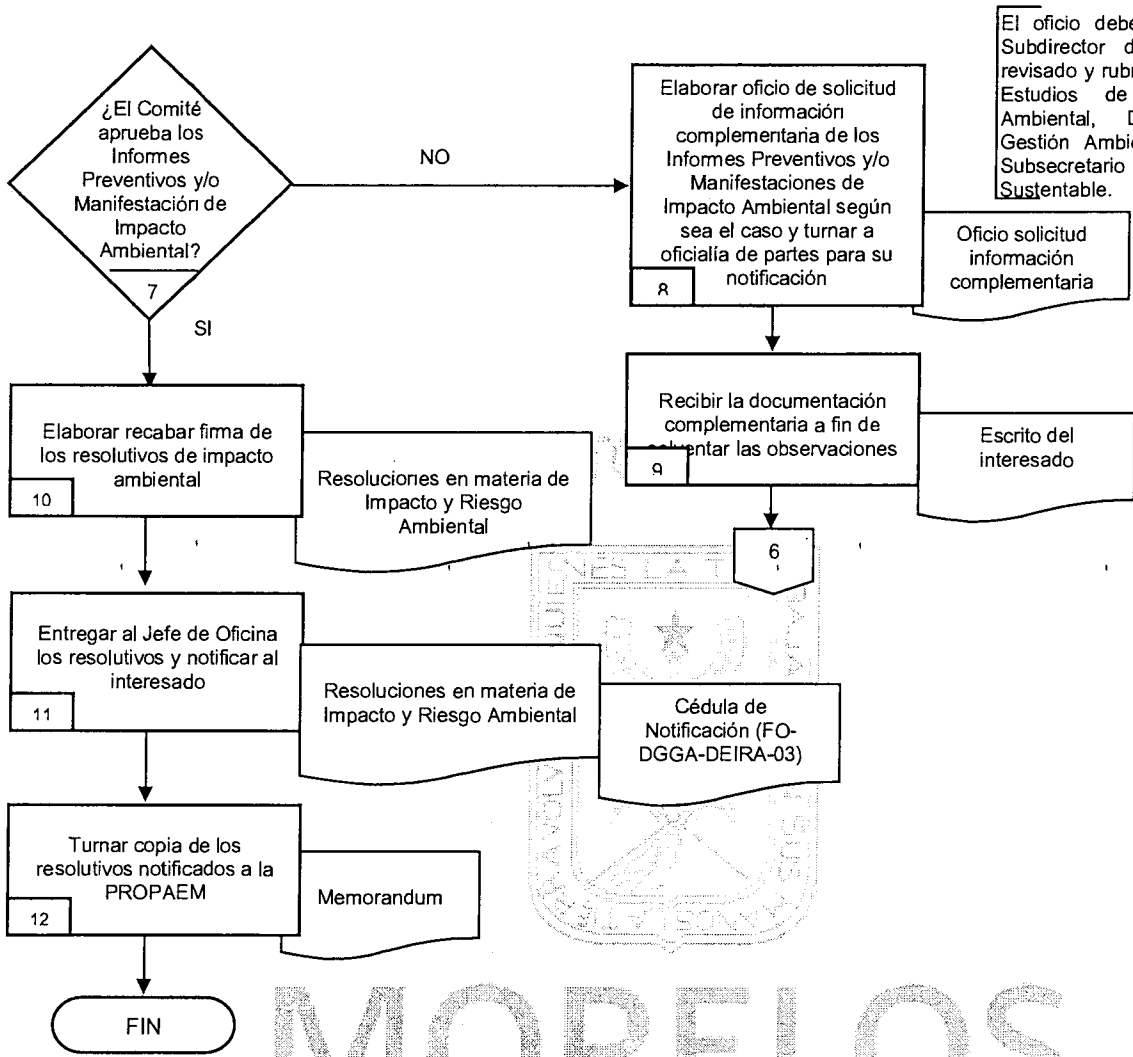 ¿El Comité
aprueba los
Informes
Preventivos y/o
Manifestación de
Impacto
Ambiental?
7
NO
SI
Elaborar oficio de solicitud
de información
complementaria de los
Informes Preventivos y/o
Manifestaciones de
Impacto Ambiental según
sea el caso y turnar a
oficialía de partes para su
notificación
8
El oficio debe
Subdirector d
revisado y rubr
Estudios de
Ambiental, D
Gestión Ambie
Subsecretario
Sustentable.
Oficio solicitud
información
complementaria
Recibir la documentación
complementaria a fin de
solventar las observaciones
9
Escrito del
interesado
6
Elaborar recabar firma de
los resolutivos de impacto
ambiental
10
Resoluciones en materia de
Impacto y Riesgo
Ambiental
Entregar al Jefe de Oficina
los resolutivos y notificar al
interesado
11
Resoluciones en materia de
Impacto y Riesgo Ambiental
Cédula de
Notificación (FO-
DGGA-DEIRA-03)
Turnar copia de los
resolutivos notificados a la
PROPAEM
12
Memorandum
FIN
MORELOS